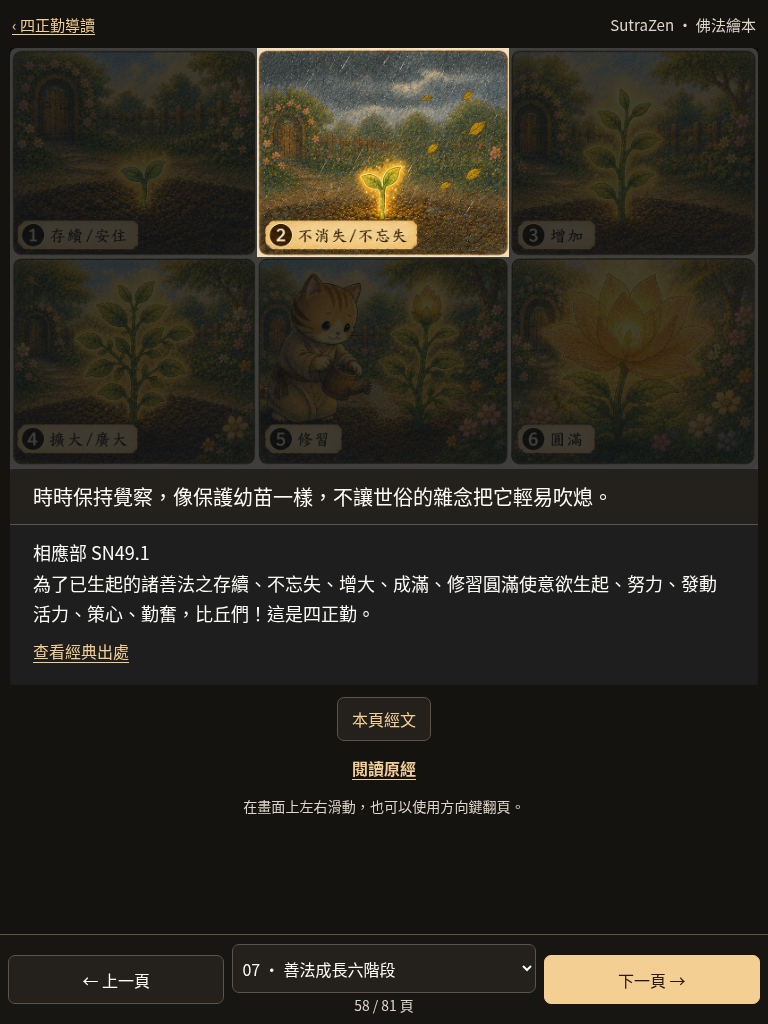 ‹ 四正勤導讀
SutraZen · 佛法繪本
1 存續/安住
2 不消失/不忘失
3 增加
4 擴大/廣大
5 修習
6 圓滿
時時保持覺察，像保護幼苗一樣，不讓世俗的雜念把它輕易吹熄。
相應部 SN49.1
為了已生起的諸善法之存續、不忘失、增大、成滿、修習圓滿使意欲生起、努力、發動
活力、策心、勤奮，比丘們！這是四正勤。
查看經典出處
本頁經文
閱讀原經
在畫面上左右滑動，也可以使用方向鍵翻頁。
← 上一頁
07 · 善法成長六階段
下一頁 →
58 / 81 頁